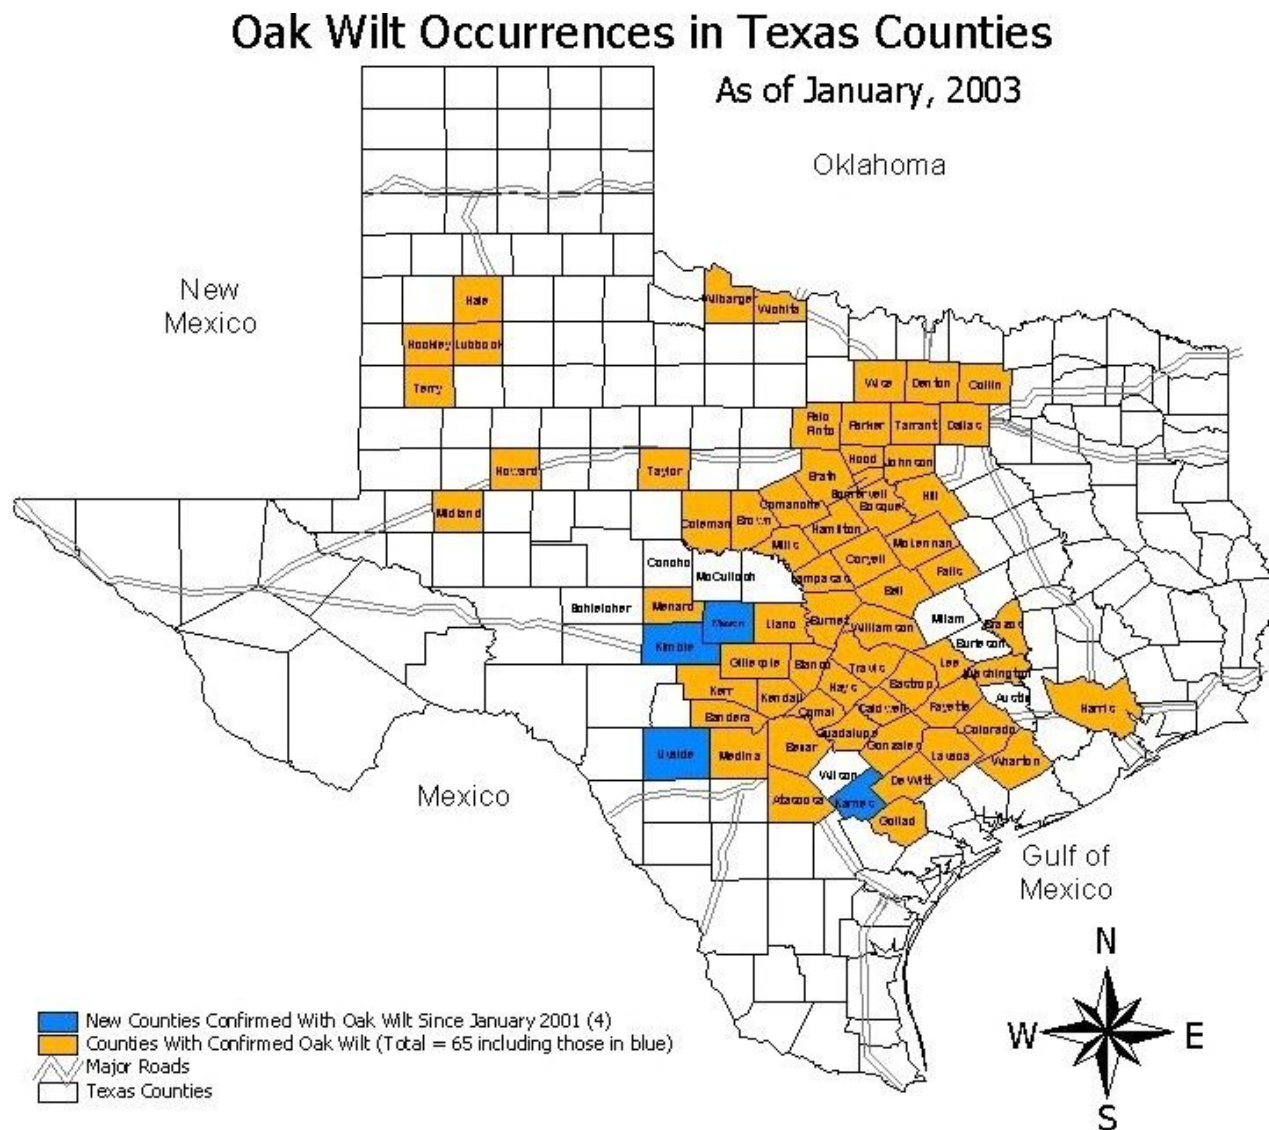 Oak Wilt Occurrences in Texas Counties
As of January, 2003
Oklahoma
New
Mexico
Hale
Wilbarger
Wichita
Hockley
Lubbock
Terry
Wise
Denton
Collin
Palo
Pinto
Parker
Tarrant
Dallas
Hood
Johnson
Howard
Taylor
Erath
Somervell
Hill
Midland
Coleman
Brown
Comanche
Bosque
Hamilton
Mills
McLennan
Concho
McCulloch
Coryell
Falls
Lampasas
Bell
Schleicher
Menard
Mason
Llano
Burnet
Williamson
Milam
Brazos
Burleson
Kimble
Gillespie
Blanco
Travis
Lee
Washington
Kerr
Kendall
Hays
Bastrop
Austin
Bandera
Comal
Caldwell
Fayette
Harris
Uvalde
Medina
Bexar
Guadalupe
Gonzales
Lavaca
Colorado
Wharton
Wilson
De Witt
Atascosa
Karnes
Goliad
Mexico
Gulf of
Mexico
N
W
E
S
New Counties Confirmed With Oak Wilt Since January 2001 (4)
Counties With Confirmed Oak Wilt (Total = 65 including those in blue)
Major Roads
Texas Counties